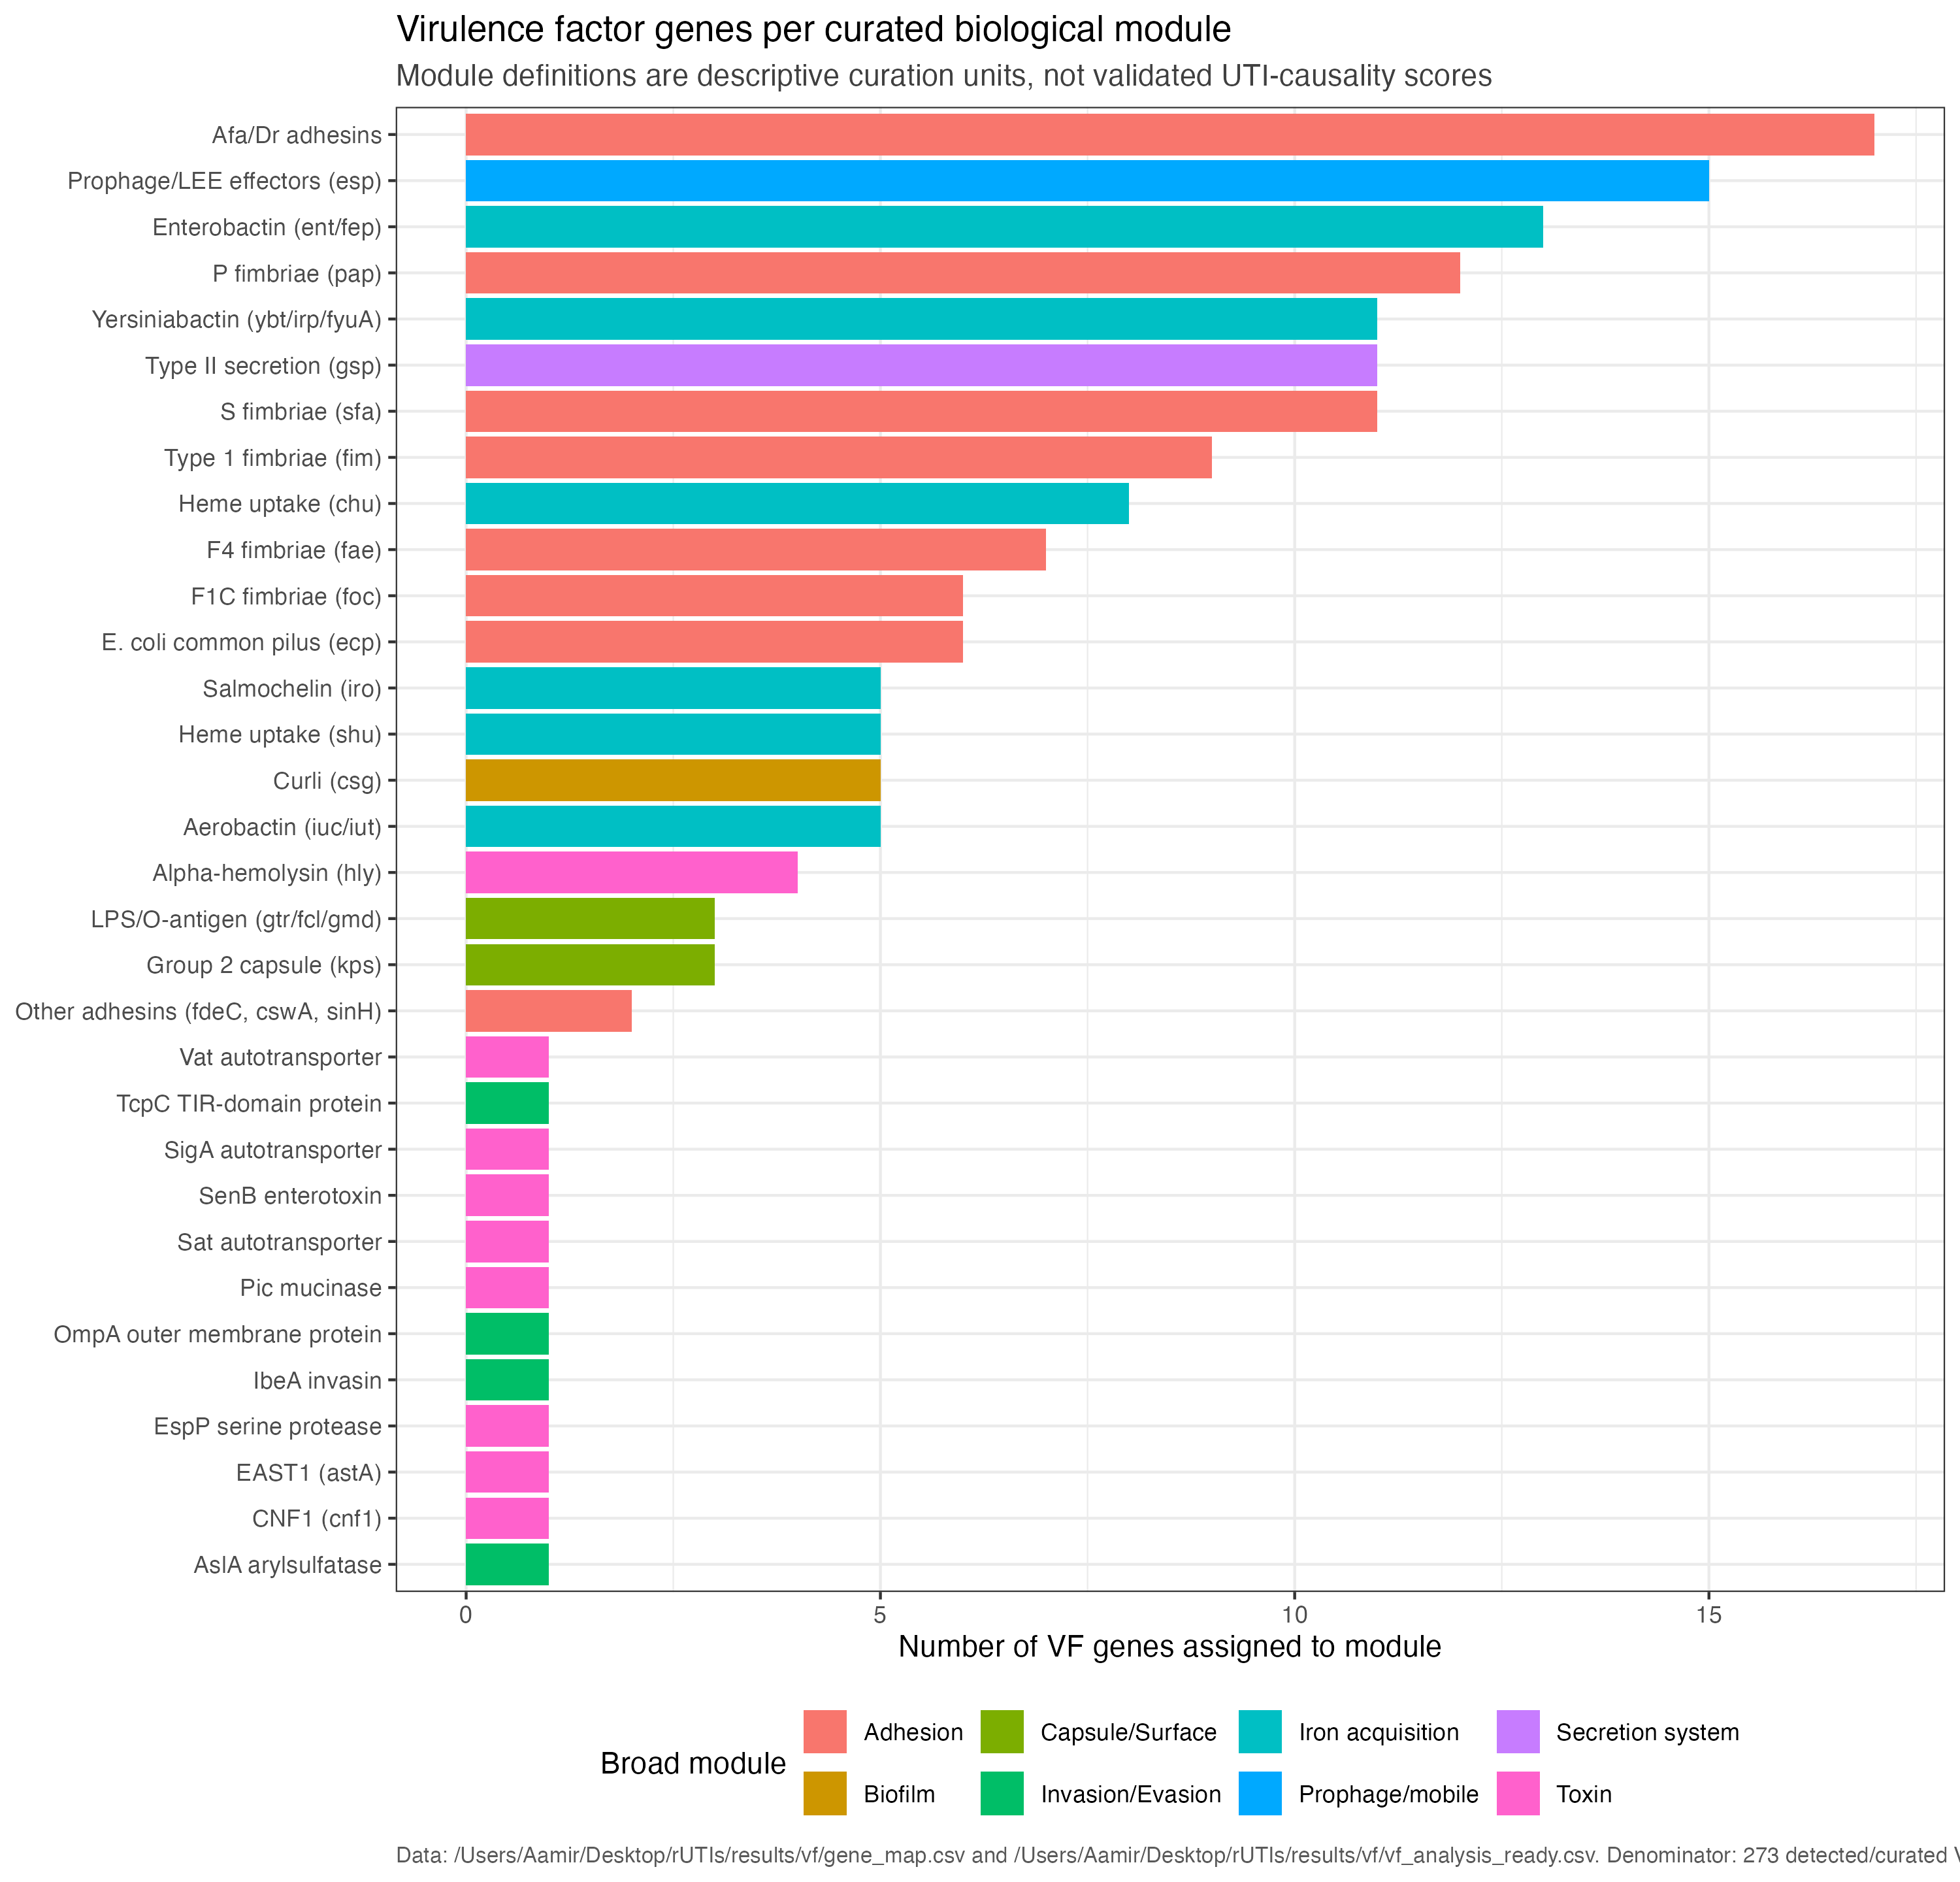 Virulence factor genes per curated biological module
Module definitions are descriptive curation units, not validated UTI-causality scores
Afa/Dr adhesins
Prophage/LEE effectors (esp)
Enterobactin (ent/fep)
P fimbriae (pap)
Yersiniabactin (ybt/irp/fyuA)
Type II secretion (gsp)
S fimbriae (sfa)
Type 1 fimbriae (fim)
Heme uptake (chu)
F4 fimbriae (fae)
F1C fimbriae (foc)
E. coli common pilus (ecp)
Salmochelin (iro)
Heme uptake (shu)
Curli (csg)
Aerobactin (iuc/iut)
Alpha-hemolysin (hly)
LPS/O-antigen (gtr/fcl/gmd)
Group 2 capsule (kps)
Other adhesins (fdeC, cswA, sinH)
Vat autotransporter
TcpC TIR-domain protein
SigA autotransporter
SenB enterotoxin
Sat autotransporter
Pic mucinase
OmpA outer membrane protein
IbeA invasin
EspP serine protease
EAST1 (astA)
CNF1 (cnf1)
AslA arylsulfatase
0 5 10 15
Number of VF genes assigned to module
Broad module
Adhesion Capsule/Surface Iron acquisition Secretion system
Biofilm Invasion/Evasion Prophage/mobile Toxin
Data: /Users/Aamir/Desktop/rUTIs/results/vf/gene_map.csv and /Users/Aamir/Desktop/rUTIs/results/vf/vf_analysis_ready.csv. Denominator: 273 detected/curated